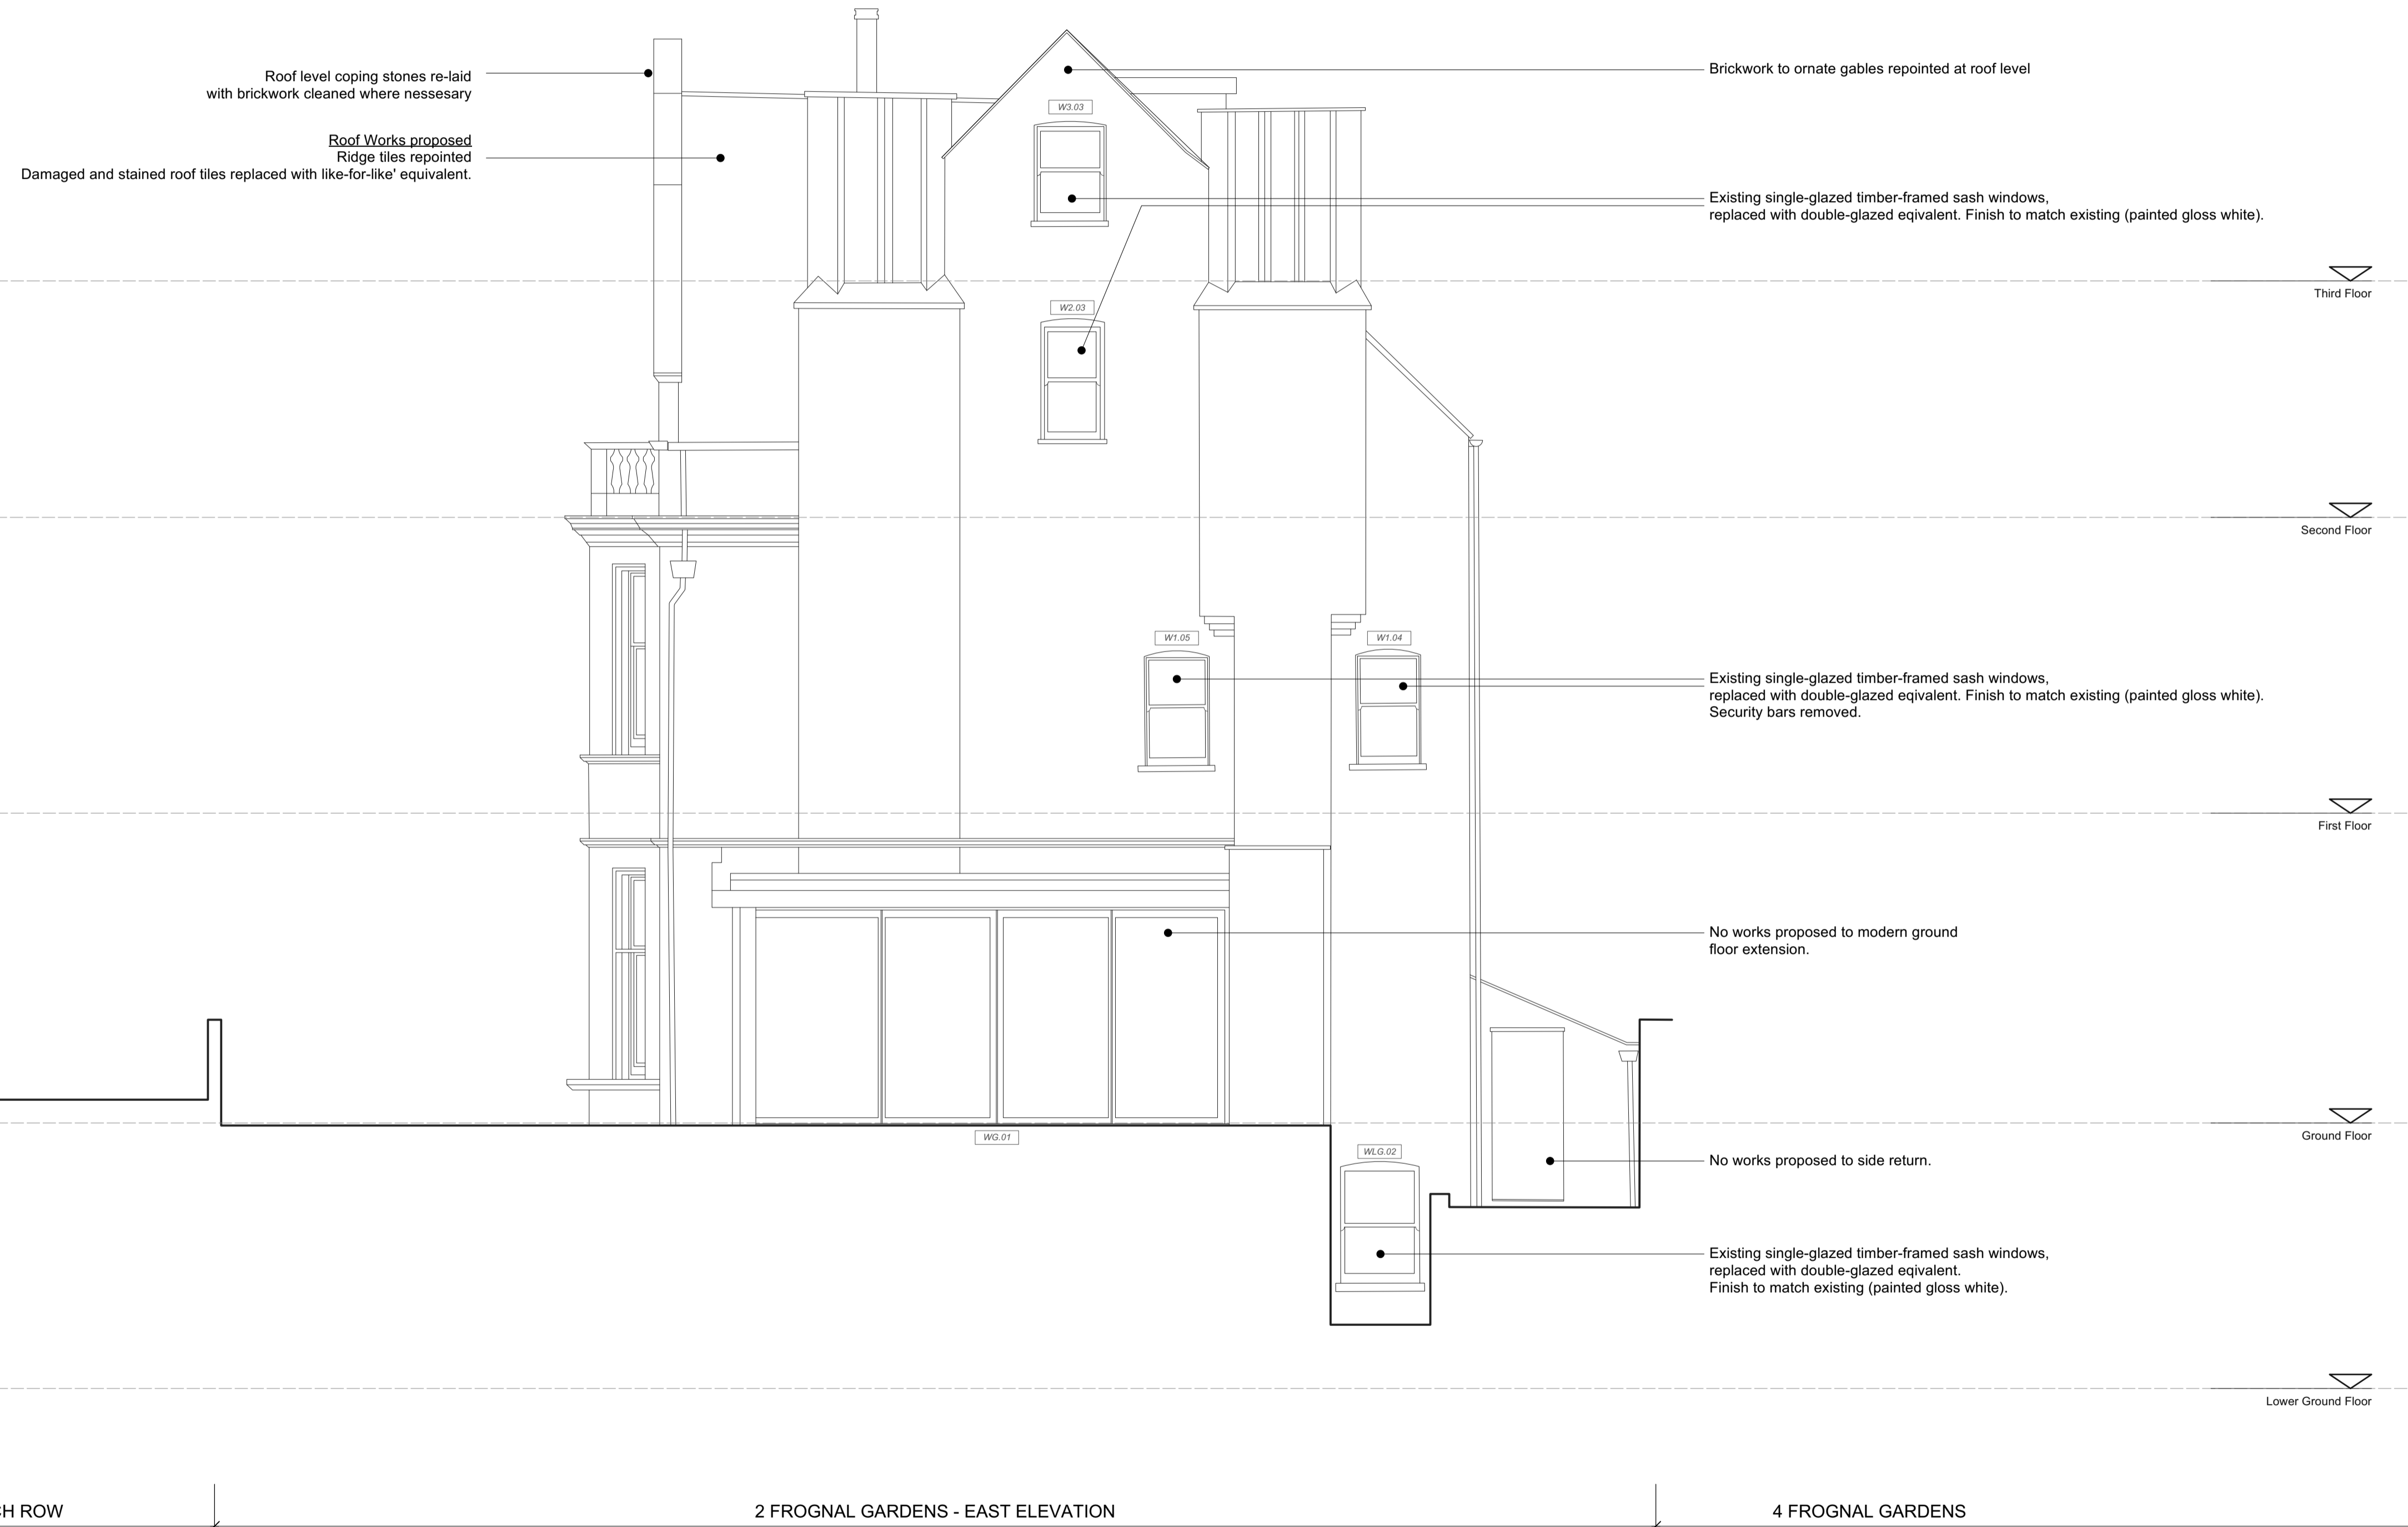 Roof level coping stones re-laid
with brickwork cleaned where nessesary
Roof Works proposed
Ridge tiles repointed
Damaged and stained roof tiles replaced with like-for-like' equivalent.
Brickwork to ornate gables repointed at roof level
W3.03
Existing single-glazed timber-framed sash windows,
replaced with double-glazed eqivalent. Finish to match existing (painted gloss white).
Third Floor
W2.03
Second Floor
W1.05
W1.04
Existing single-glazed timber-framed sash windows,
replaced with double-glazed eqivalent. Finish to match existing (painted gloss white).
Security bars removed.
First Floor
No works proposed to modern ground
floor extension.
Ground Floor
WG.01
WLG.02
No works proposed to side return.
Existing single-glazed timber-framed sash windows,
replaced with double-glazed eqivalent.
Finish to match existing (painted gloss white).
Lower Ground Floor
H ROW
2 FROGNAL GARDENS - EAST ELEVATION
4 FROGNAL GARDENS